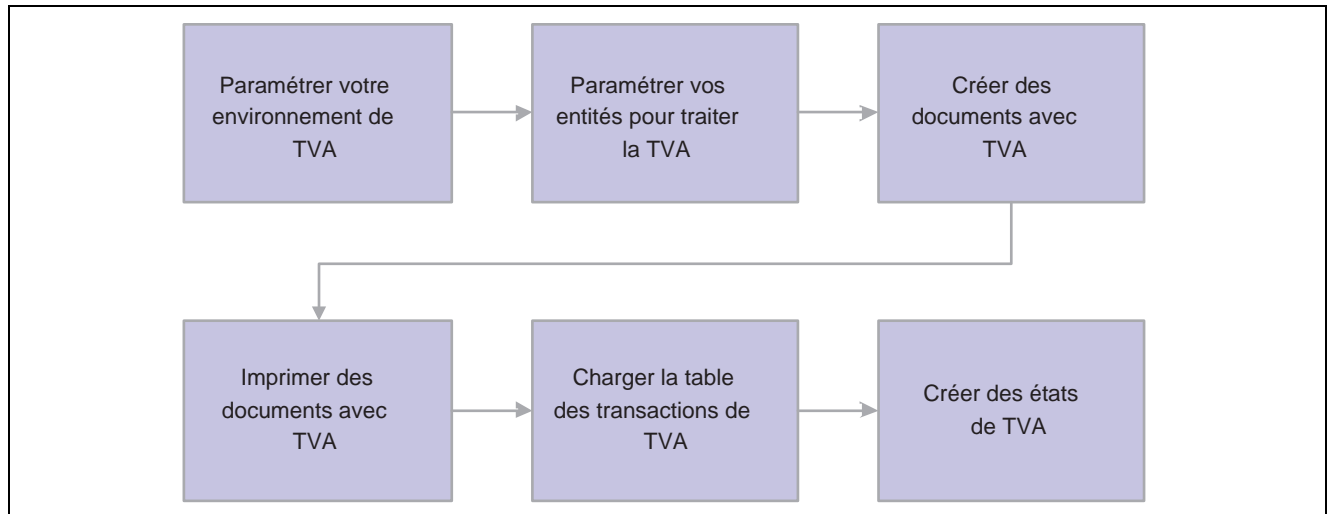 Paramétrer votre
environnement de
TVA
Paramétrer vos
entités pour traiter
la TVA
Créer des
documents avec
TVA
Imprimer des
documents avec
TVA
Charger la table
des transactions de
TVA
Créer des états
de TVA